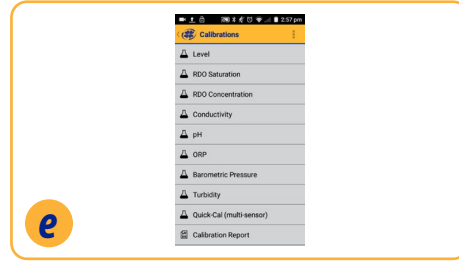 2:57 pm
Calibrations
Level
RDO Saturation
RDO Concentration
Conductivity
pH
ORP
Barometric Pressure
Turbidity
Quick-Cal (multi-sensor)
Calibration Report
e